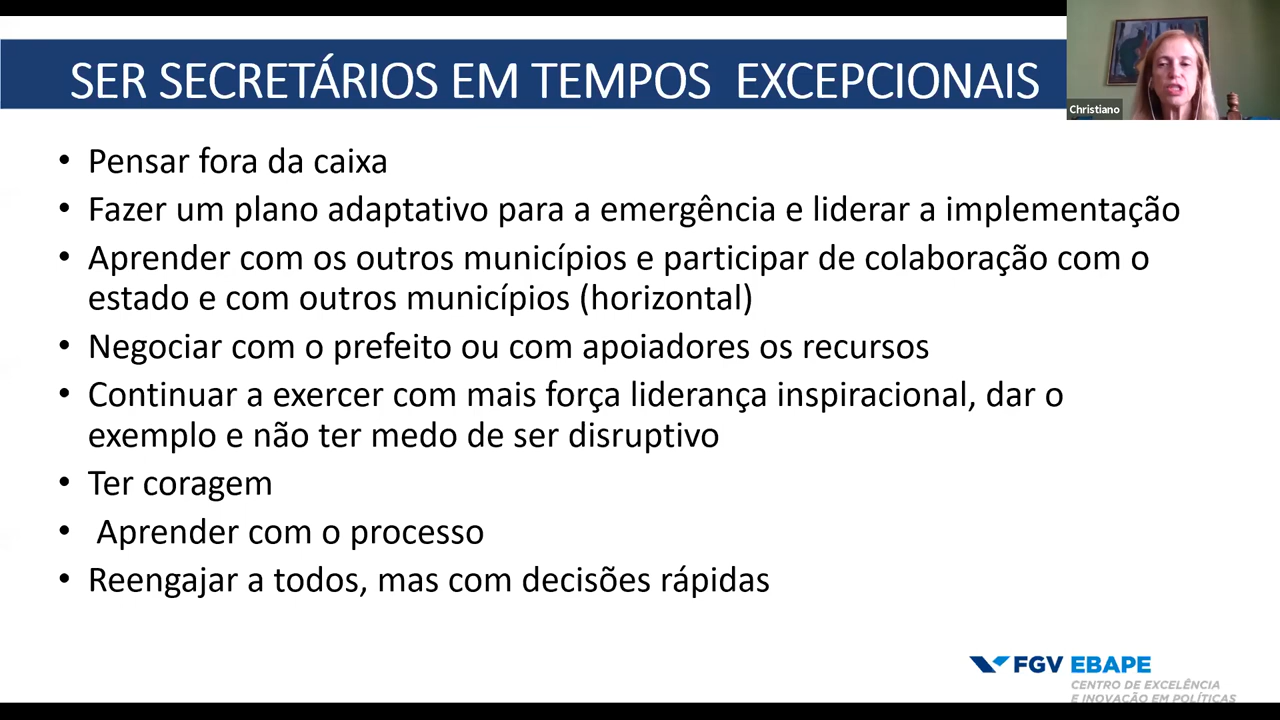 SER SECRETÁRIOS EM TEMPOS  EXCEPCIONAIS
Christiano
• Pensar fora da caixa
• Fazer um plano adaptativo para a emergência e liderar a implementação
• Aprender com os outros municípios e participar de colaboração com o
estado e com outros municípios (horizontal)
• Negociar com o prefeito ou com apoiadores os recursos
• Continuar a exercer com mais força liderança inspiracional, dar o
exemplo e não ter medo de ser disruptivo
• Ter coragem
•  Aprender com o processo
• Reengajar a todos, mas com decisões rápidas
FGV EBAPE
CENTRO DE EXCELÊNCIA
E INOVAÇÃO EM POLÍTICAS